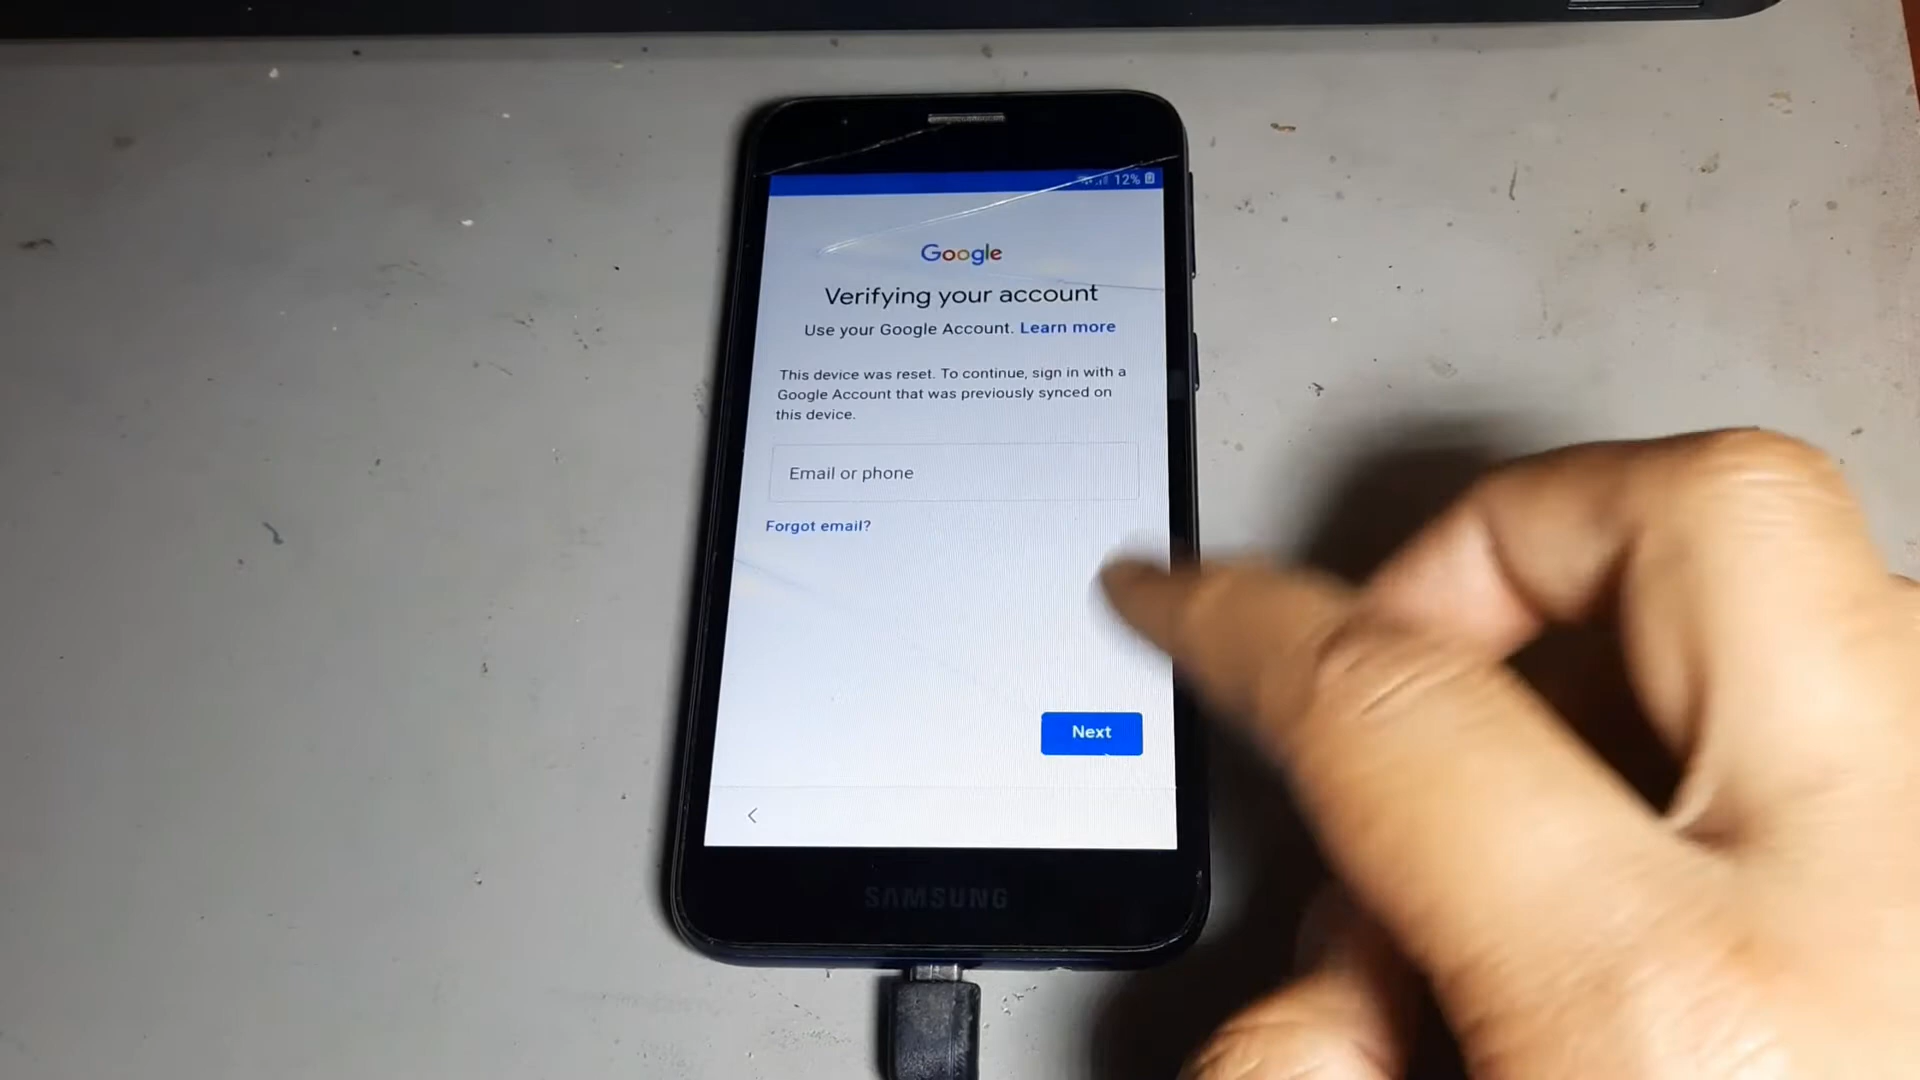 12%
Google
Verifying your account
Use your Google Account. Learn more
This device was reset. To continue, sign in with a
Google Account that was previously synced on
this device.
Email or phone
Forgot email?
Next
SAMSUNG